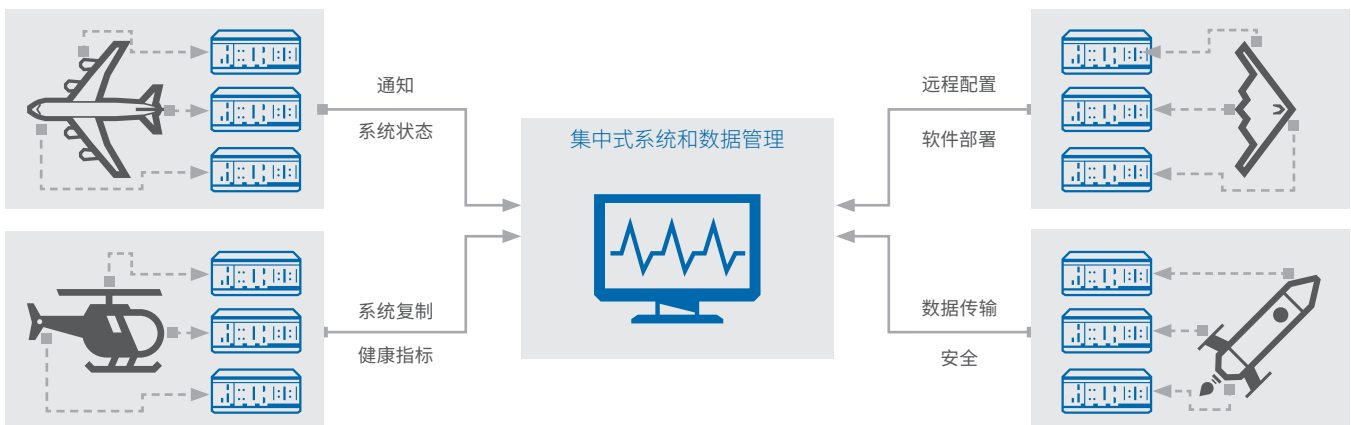 通知
系统状态
集中式系统和数据管理
远程配置
软件部署
系统复制
健康指标
数据传输
安全